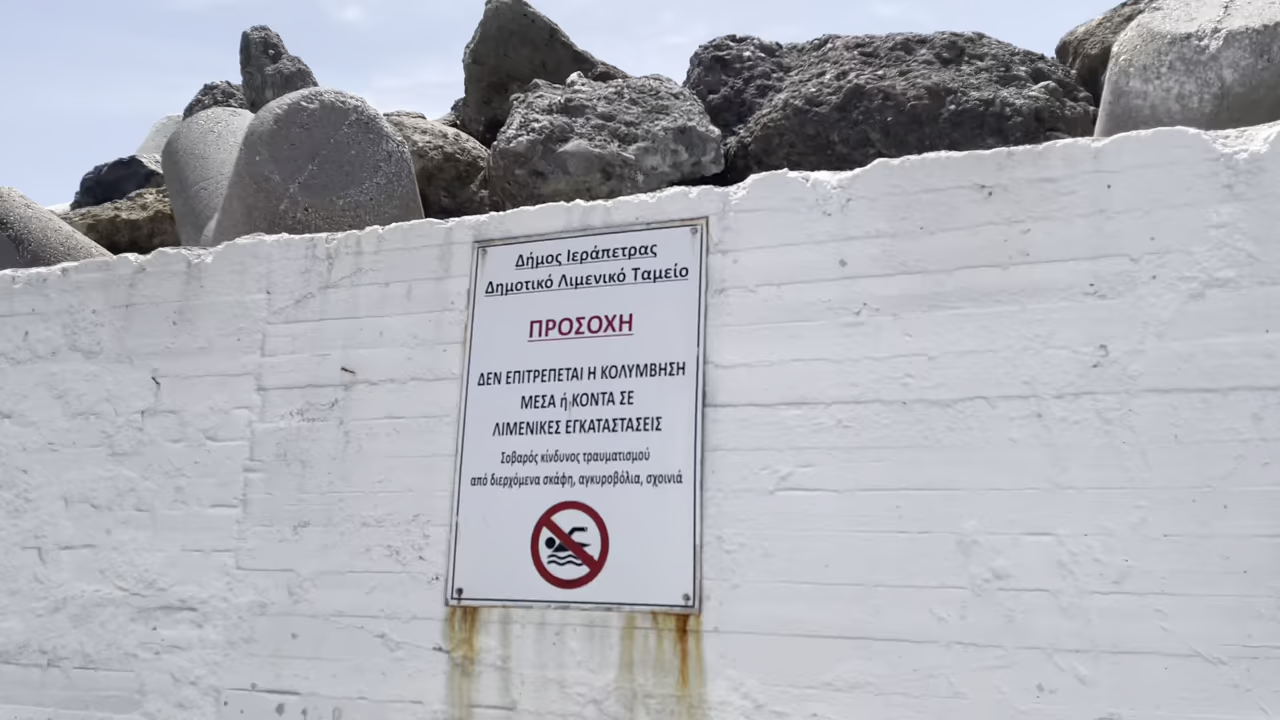 Δήμος Ιεράπετρας
Δημοτικό Λιμενικό Ταμείο
ΠΡΟΣΟΧΗ
ΔΕΝ ΕΠΙΤΡΕΠΕΤΑΙ Η ΚΟΛΥΜΒΗΣΗ
ΜΕΣΑ ή ΚΟΝΤΑ ΣΕ
ΛΙΜΕΝΙΚΕΣ ΕΓΚΑΤΑΣΤΑΣΕΙΣ
Σοβαρός κίνδυνος τραυματισμού
από διερχόμενα σκάφη, αγκυροβόλια, σχοινιά